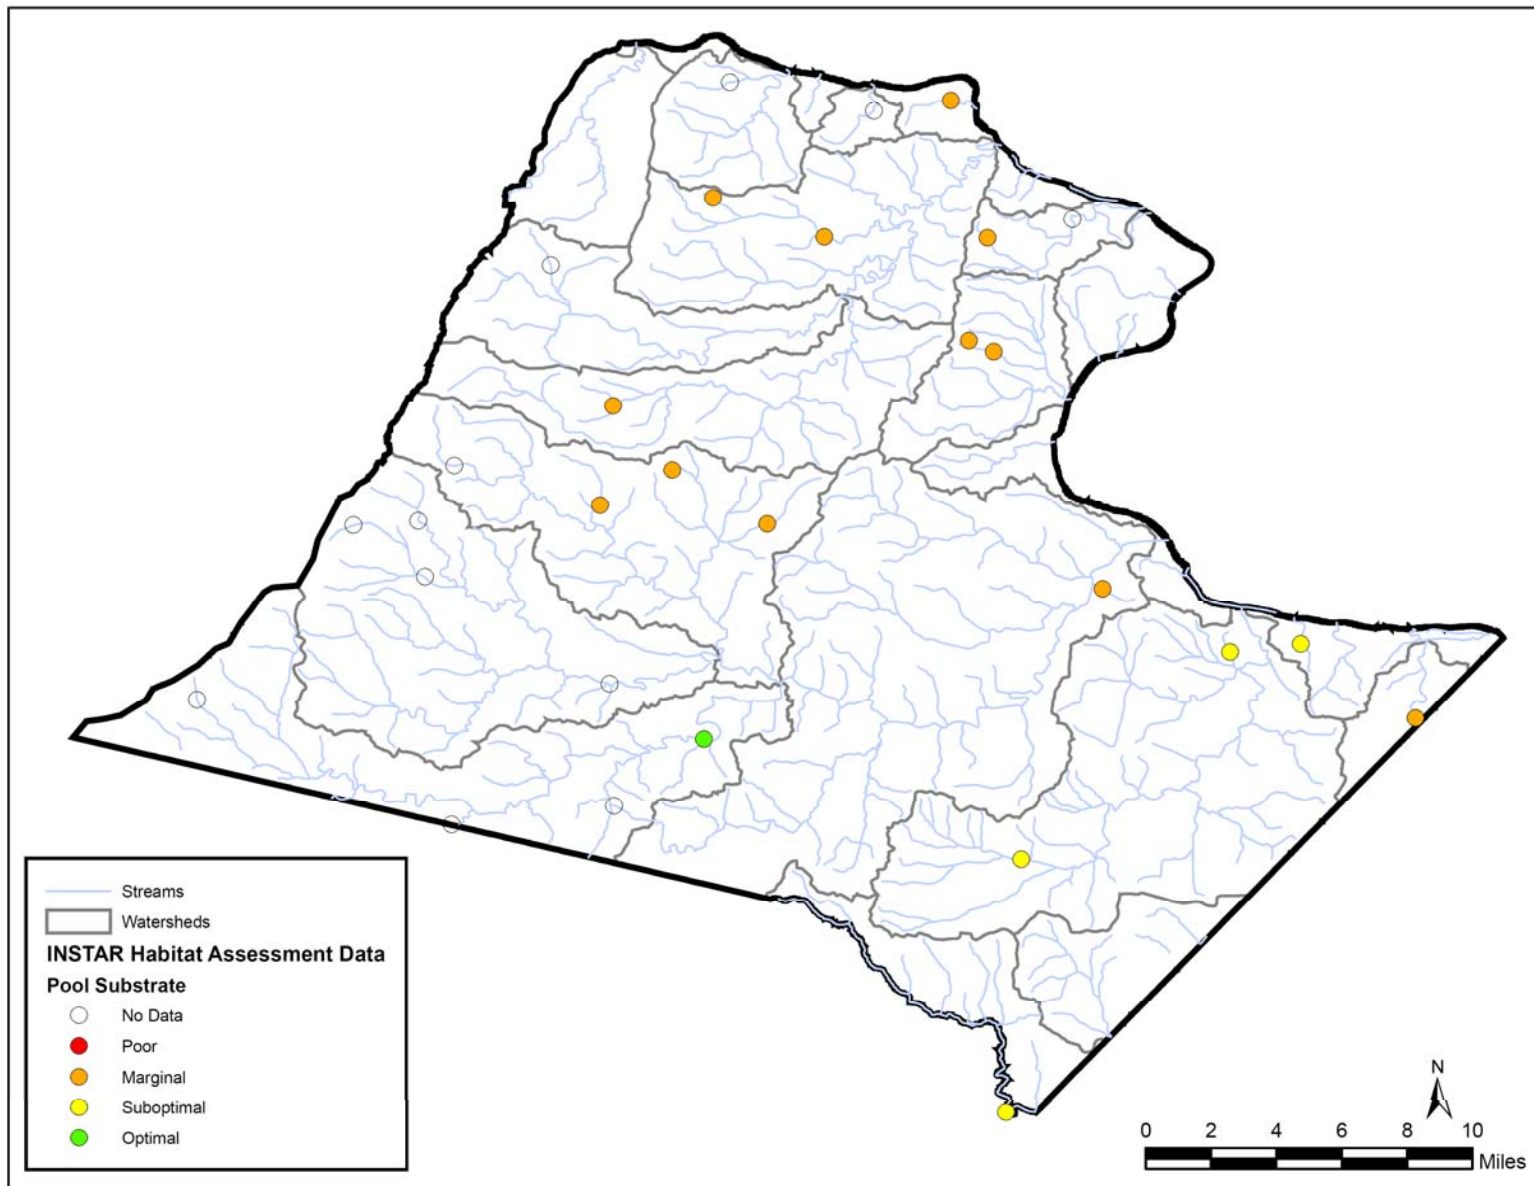 Streams
Watersheds
INSTAR Habitat Assessment Data
Pool Substrate
No Data
Poor
Marginal
Suboptimal
Optimal
N
0 2 4 6 8 10
Miles